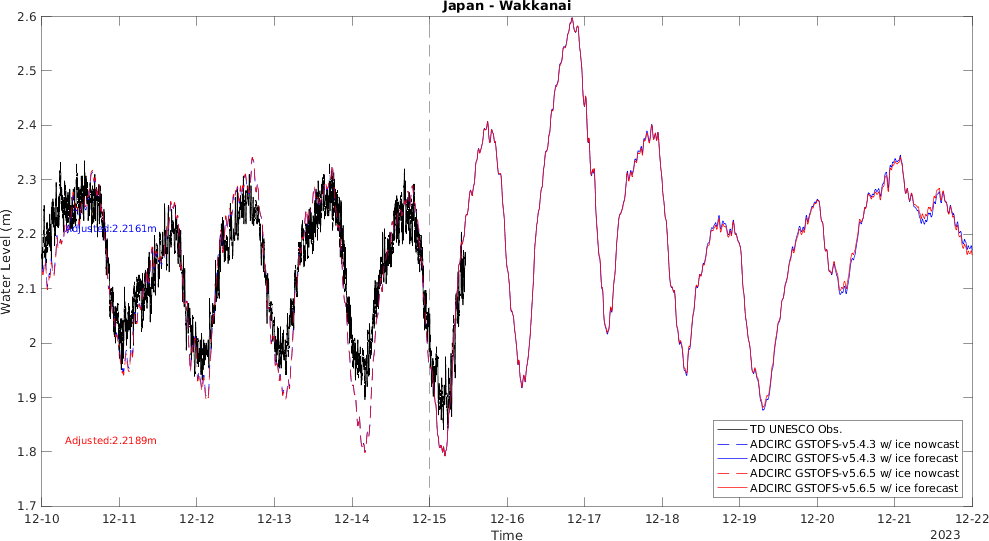 Japan - Wakkanai
Water Level (m)
2.6
2.5
2.4
2.3
2.2
2.1
2
1.9
1.8
1.7
Adjusted:2.2161m
Adjusted:2.2189m
TD UNESCO Obs.
ADCIRC GSTOFS-v5.4.3 w/ ice nowcast
ADCIRC GSTOFS-v5.4.3 w/ ice forecast
ADCIRC GSTOFS-v5.6.5 w/ ice nowcast
ADCIRC GSTOFS-v5.6.5 w/ ice forecast
12-10 12-11 12-12 12-13 12-14 12-15 12-16 12-17 12-18 12-19 12-20 12-21 12-22
Time
2023